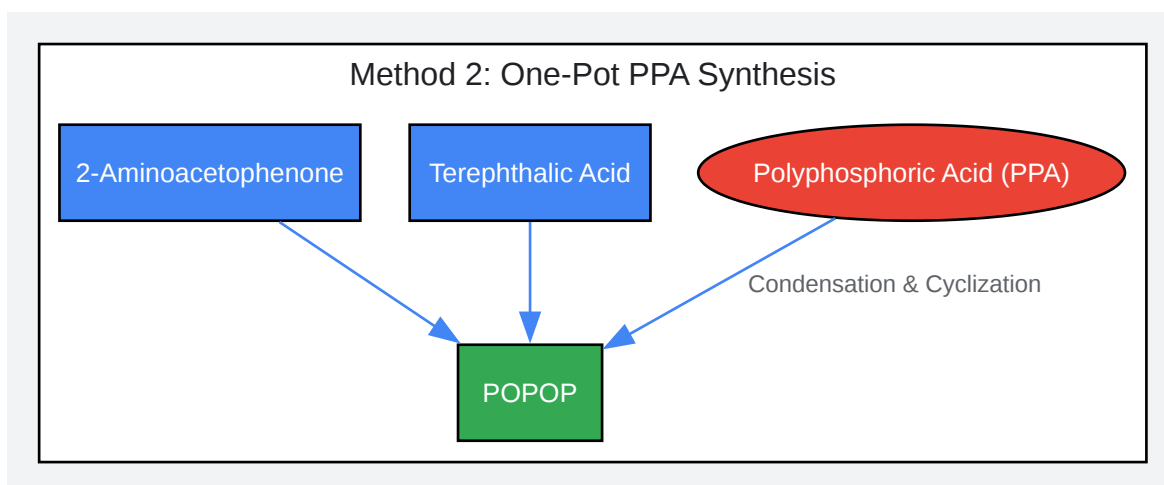 Method 2: One-Pot PPA Synthesis
2-Aminoacetophenone
Terephthalic Acid
Polyphosphoric Acid (PPA)
Condensation & Cyclization
POPOP